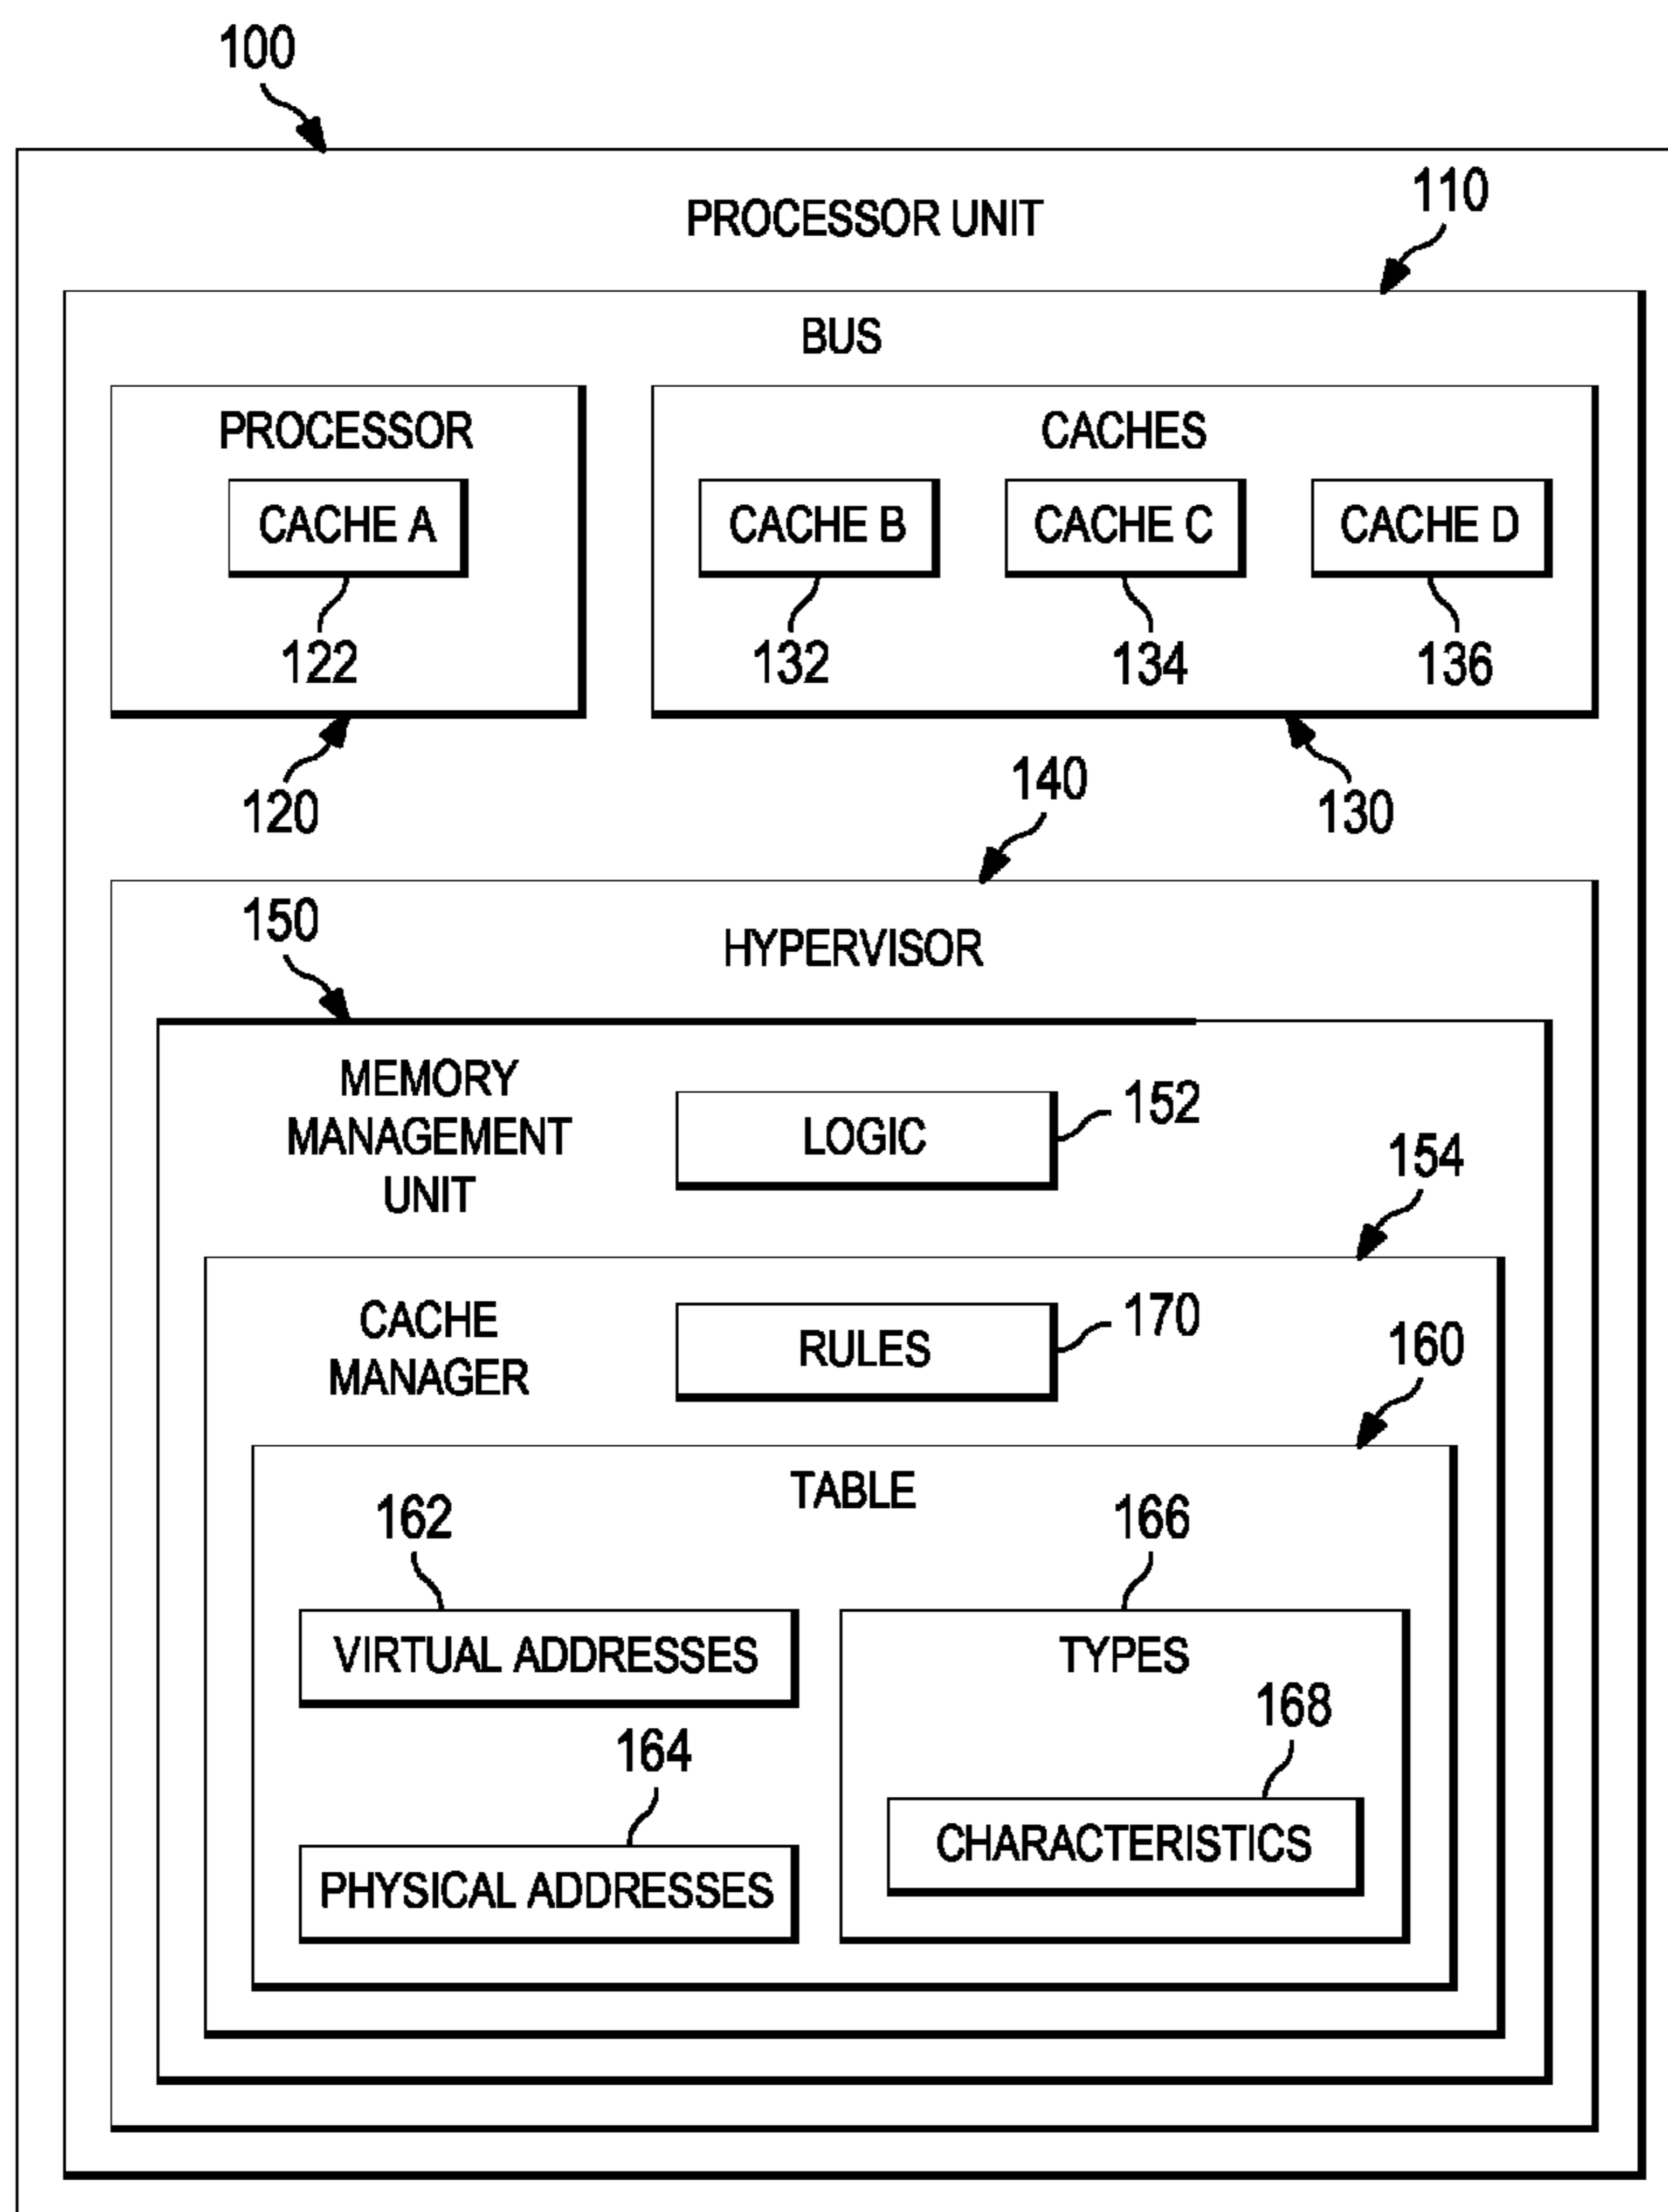 100
PROCESSOR UNIT
110
BUS
PROCESSOR
CACHE A
122
120
CACHES
CACHE B
CACHE C
CACHE D
132
134
136
130
140
HYPERVISOR
150
MEMORY
MANAGEMENT
UNIT
LOGIC
152
154
CACHE
MANAGER
RULES
170
160
TABLE
162
VIRTUAL ADDRESSES
164
PHYSICAL ADDRESSES
166
TYPES
168
CHARACTERISTICS